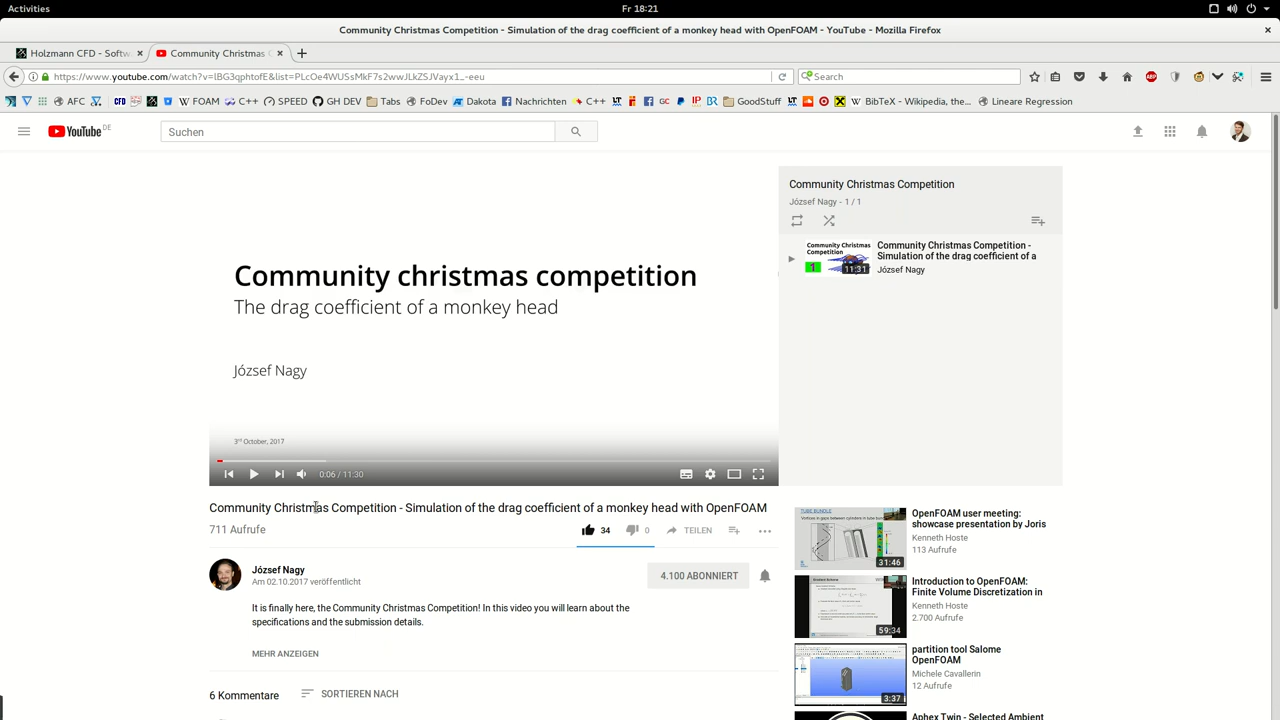 Activities
Fr 18:21
Community Christmas Competition - Simulation of the drag coefficient of a monkey head with OpenFOAM - YouTube - Mozilla Firefox
Holzmann CFD - Softw
Community Christmas C
https://www.youtube.com/watch?v=lBG3qphtofE&list=PLcOe4WUSsMkF7s2wwJLkZSJVayx1_-eeu
Search
AFC
FOAM
C++
SPEED
GH DEV
Tabs
FoDev
Dakota
Nachrichten
C++
GC
IP
BR
GoodStuff
BibTeX - Wikipedia, the...
Lineare Regression
YouTube DE
Suchen
Community christmas competition
The drag coefficient of a monkey head
József Nagy
3rd October, 2017
0:06 / 11:30
Community Christmas Competition
József Nagy - 1 / 1
Community Christmas
Competition
1
11:31
Community Christmas Competition -
Simulation of the drag coefficient of a
József Nagy
Community Christmas Competition - Simulation of the drag coefficient of a monkey head with OpenFOAM
711 Aufrufe
34
0
TEILEN
József Nagy
Am 02.10.2017 veröffentlicht
4.100 ABONNIERT
It is finally here, the Community Christmas Competition! In this video you will learn about the
specifications and the submission details.
MEHR ANZEIGEN
6 Kommentare
SORTIEREN NACH
TUBE BUNDLE
31:46
OpenFOAM user meeting:
showcase presentation by Joris
Kenneth Hoste
113 Aufrufe
59:34
Introduction to OpenFOAM:
Finite Volume Discretization in
Kenneth Hoste
2.700 Aufrufe
3:37
partition tool Salome
OpenFOAM
Michele Cavallerin
12 Aufrufe
Aphex Twin - Selected Ambient